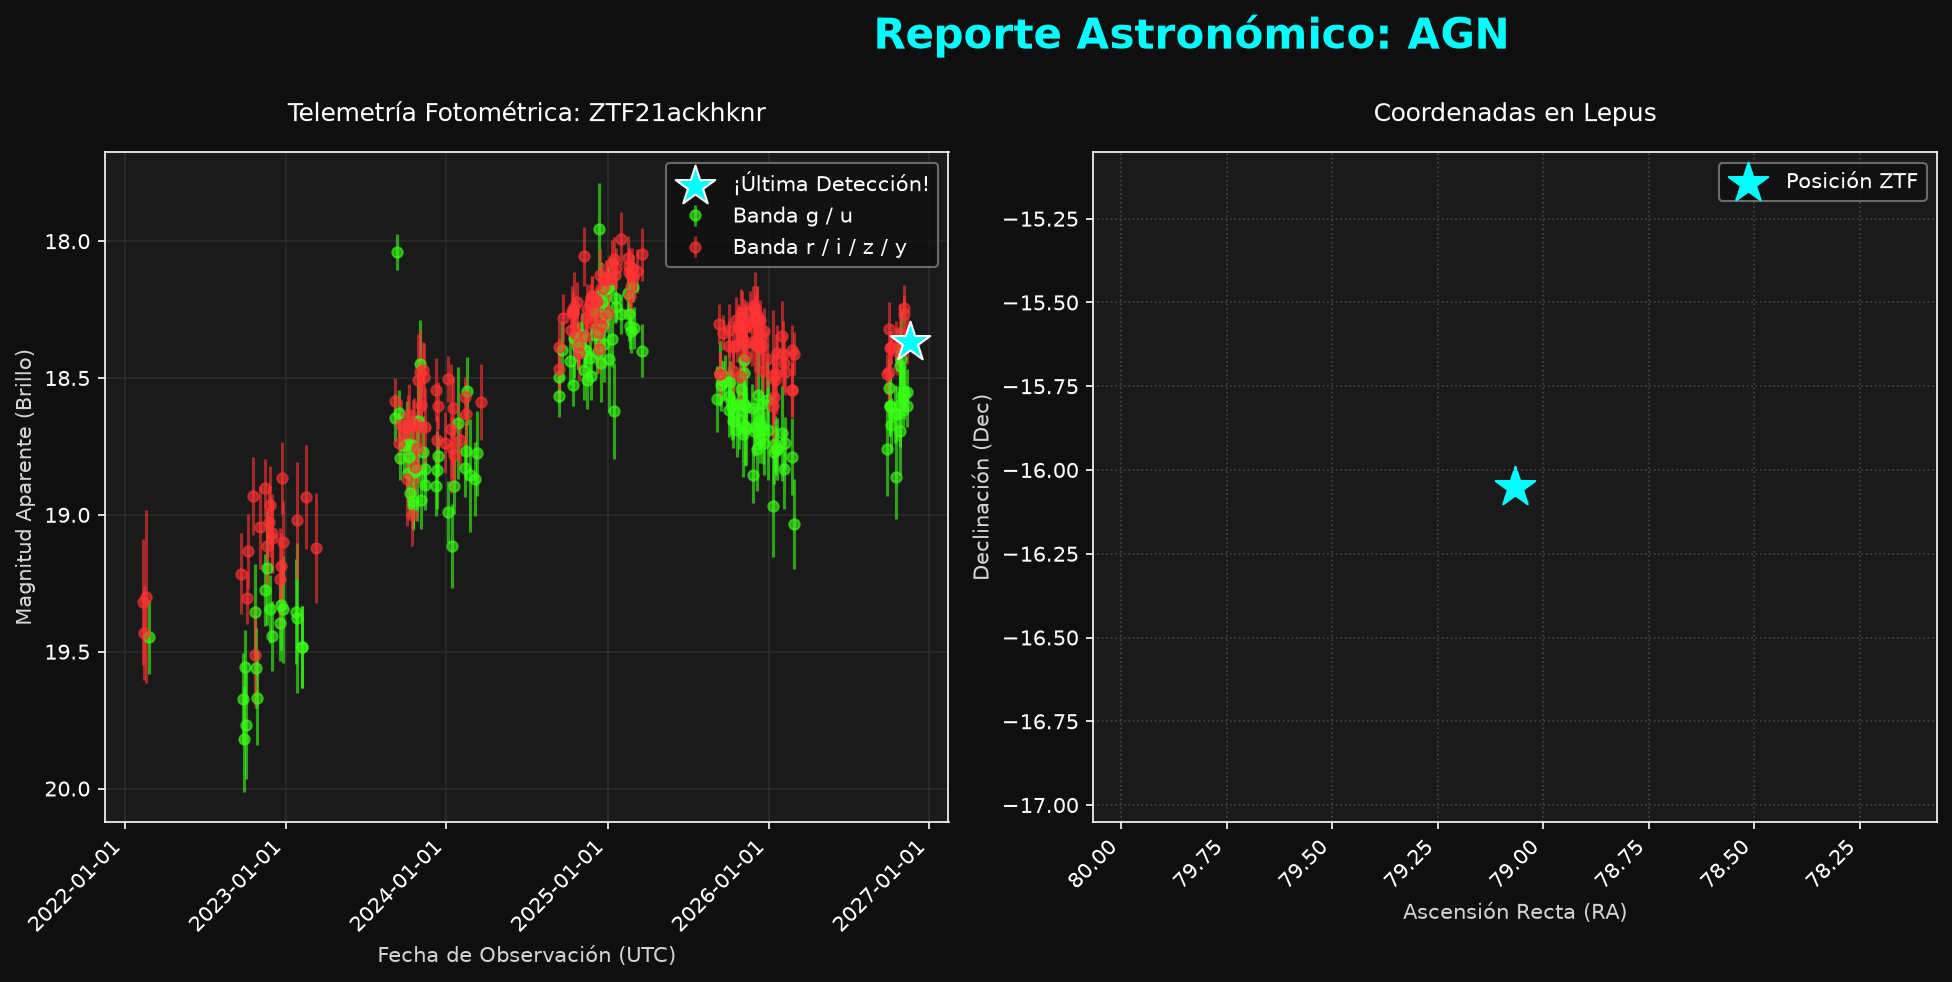 Reporte Astronómico: AGN
Telemetría Fotométrica: ZTF21ackhknr
Magnitud Aparente (Brillo)
18.0
18.5
19.0
19.5
20.0
¡Última Detección!
Banda g / u
Banda r / i / z / y
2022-01-01
2023-01-01
2024-01-01
2025-01-01
2026-01-01
2027-01-01
Fecha de Observación (UTC)
Coordenadas en Lepus
Declinación (Dec)
−15.25
−15.50
−15.75
−16.00
−16.25
−16.50
−16.75
−17.00
Posición ZTF
80.00
79.75
79.50
79.25
79.00
78.75
78.50
78.25
Ascensión Recta (RA)